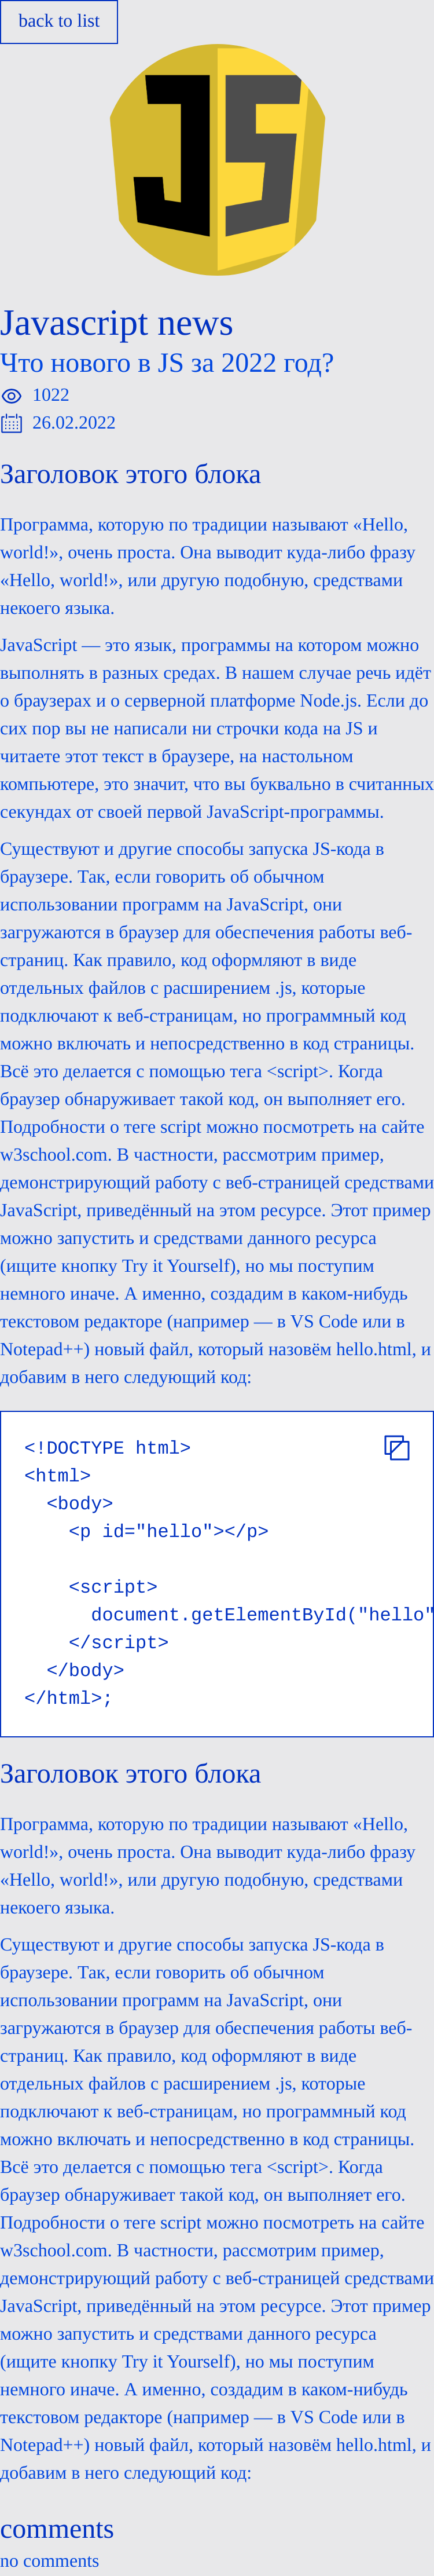 back to list
JS
Javascript news
Что нового в JS за 2022 год?
1022
26.02.2022
Заголовок этого блока
Программа, которую по традиции называют «Hello,
world!», очень проста. Она выводит куда-либо фразу
«Hello, world!», или другую подобную, средствами
некоего языка.
JavaScript — это язык, программы на котором можно
выполнять в разных средах. В нашем случае речь идёт
о браузерах и о серверной платформе Node.js. Если до
сих пор вы не написали ни строчки кода на JS и
читаете этот текст в браузере, на настольном
компьютере, это значит, что вы буквально в считанных
секундах от своей первой JavaScript-программы.
Существуют и другие способы запуска JS-кода в
браузере. Так, если говорить об обычном
использовании программ на JavaScript, они
загружаются в браузер для обеспечения работы веб-
страниц. Как правило, код оформляют в виде
отдельных файлов с расширением .js, которые
подключают к веб-страницам, но программный код
можно включать и непосредственно в код страницы.
Всё это делается с помощью тега <script>. Когда
браузер обнаруживает такой код, он выполняет его.
Подробности о теге script можно посмотреть на сайте
w3school.com. В частности, рассмотрим пример,
демонстрирующий работу с веб-страницей средствами
JavaScript, приведённый на этом ресурсе. Этот пример
можно запустить и средствами данного ресурса
(ищите кнопку Try it Yourself), но мы поступим
немного иначе. А именно, создадим в каком-нибудь
текстовом редакторе (например — в VS Code или в
Notepad++) новый файл, который назовём hello.html, и
добавим в него следующий код:
<!DOCTYPE html>
<html>
  <body>
    <p id="hello"></p>
    <script>
      document.getElementById("hello"
    </script>
  </body>
</html>;
Заголовок этого блока
Программа, которую по традиции называют «Hello,
world!», очень проста. Она выводит куда-либо фразу
«Hello, world!», или другую подобную, средствами
некоего языка.
Существуют и другие способы запуска JS-кода в
браузере. Так, если говорить об обычном
использовании программ на JavaScript, они
загружаются в браузер для обеспечения работы веб-
страниц. Как правило, код оформляют в виде
отдельных файлов с расширением .js, которые
подключают к веб-страницам, но программный код
можно включать и непосредственно в код страницы.
Всё это делается с помощью тега <script>. Когда
браузер обнаруживает такой код, он выполняет его.
Подробности о теге script можно посмотреть на сайте
w3school.com. В частности, рассмотрим пример,
демонстрирующий работу с веб-страницей средствами
JavaScript, приведённый на этом ресурсе. Этот пример
можно запустить и средствами данного ресурса
(ищите кнопку Try it Yourself), но мы поступим
немного иначе. А именно, создадим в каком-нибудь
текстовом редакторе (например — в VS Code или в
Notepad++) новый файл, который назовём hello.html, и
добавим в него следующий код:
comments
no comments